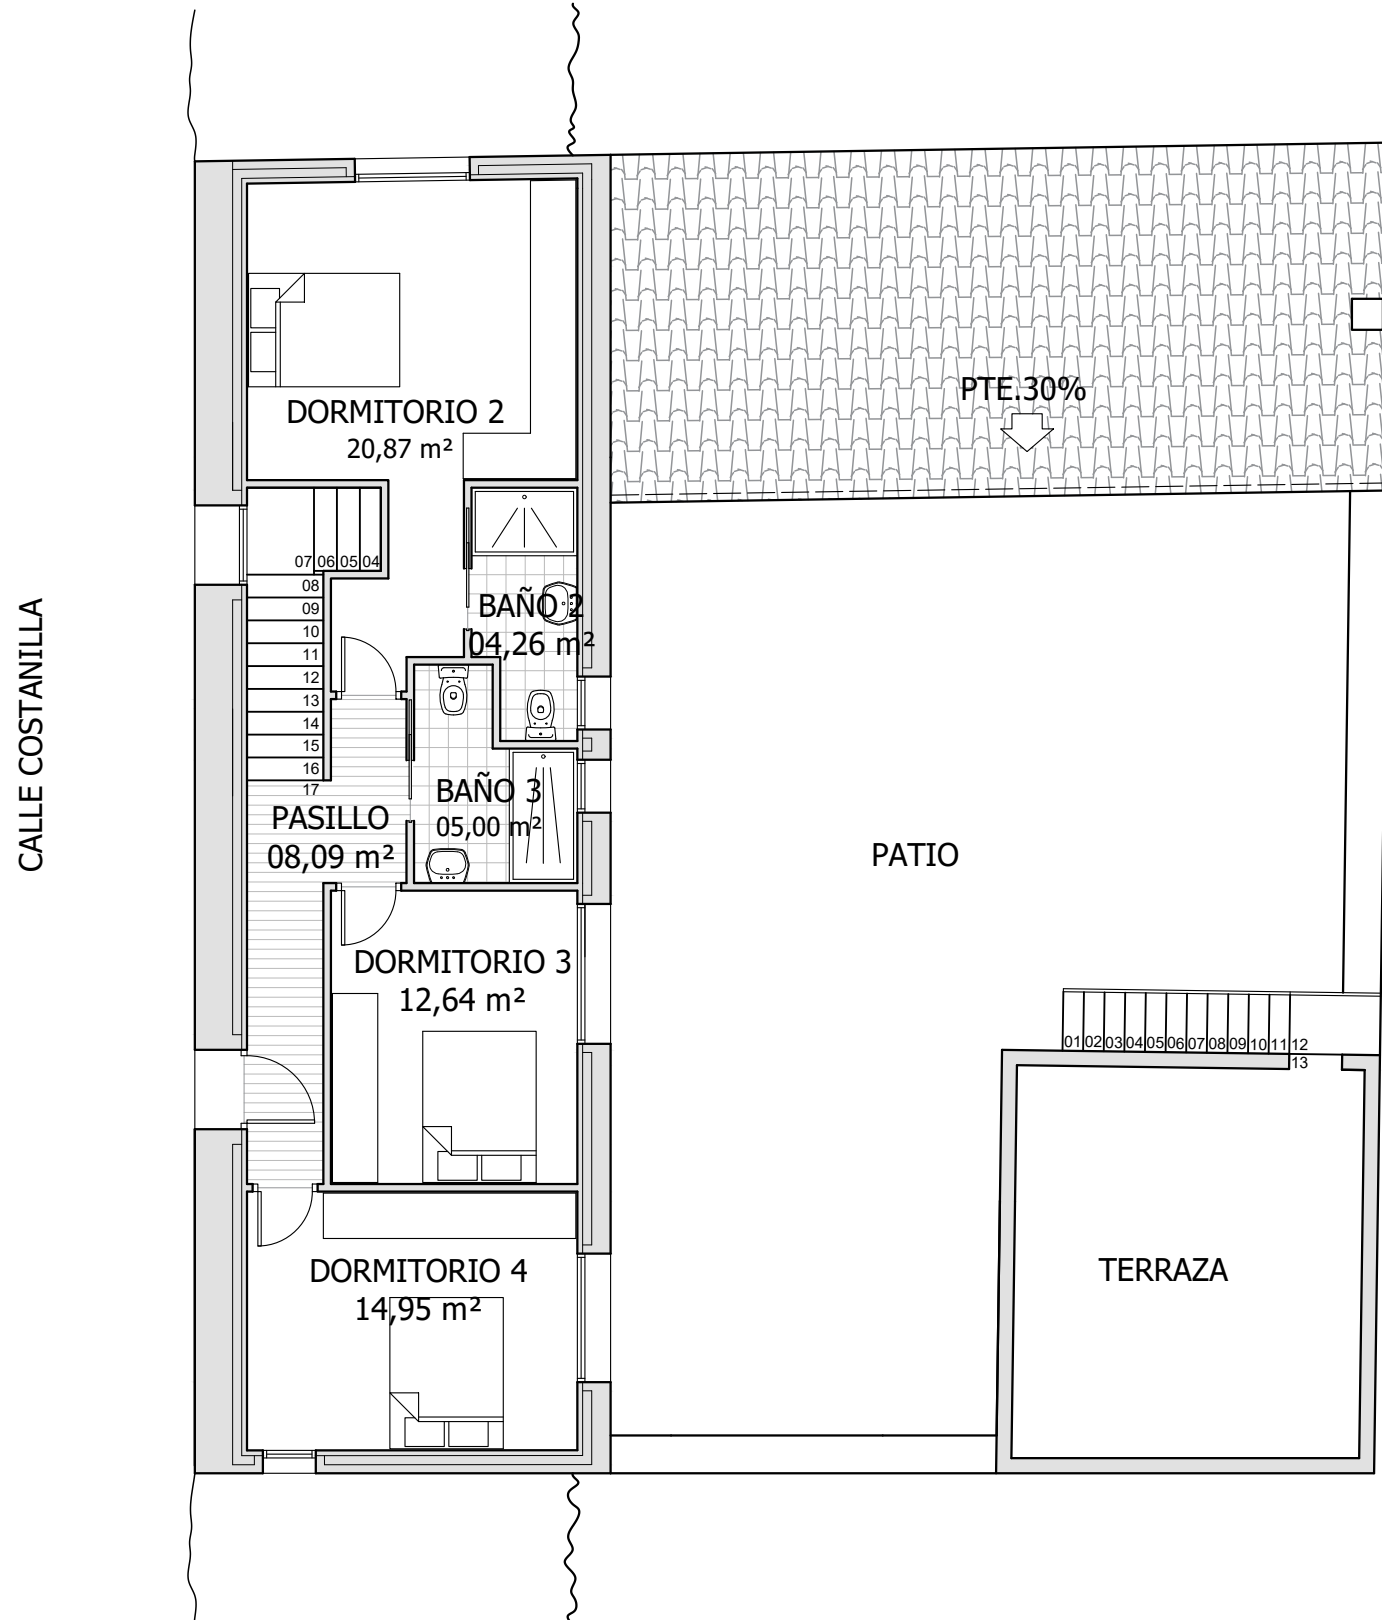 CALLE COSTANILLA
DORMITORIO 2
20,87 m²
PTE.30%
07 06 05 04
08
09
10
11
12
13
14
15
16
17
BAÑO 2
04,26 m²
BAÑO 3
05,00 m²
PASILLO
08,09 m²
PATIO
DORMITORIO 3
12,64 m²
01 02 03 04 05 06 07 08 09 10 11 12
13
DORMITORIO 4
14,95 m²
TERRAZA